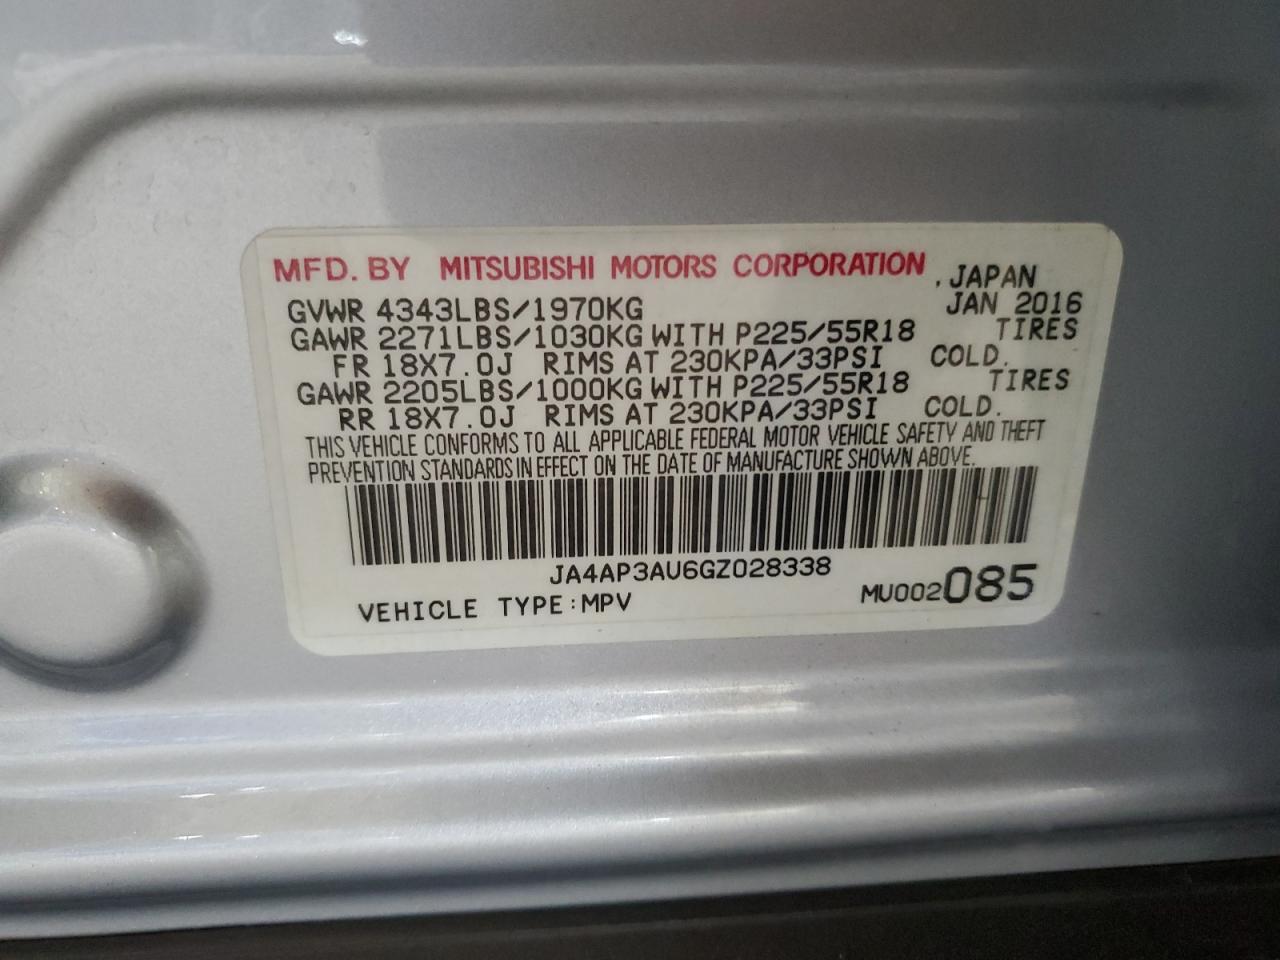 MFD. BY MITSUBISHI MOTORS CORPORATION , JAPAN
GVWR 4343LBS/1970KG JAN 2016
GAWR 2271LBS/1030KG WITH P225/55R18 TIRES
FR 18X7.0J RIMS AT 230KPA/33PSI COLD.
GAWR 2205LBS/1000KG WITH P225/55R18 TIRES
RR 18X7.0J RIMS AT 230KPA/33PSI COLD.
THIS VEHICLE CONFORMS TO ALL APPLICABLE FEDERAL MOTOR VEHICLE SAFETY AND THEFT
PREVENTION STANDARDS IN EFFECT ON THE DATE OF MANUFACTURE SHOWN ABOVE.
JA4AP3AU6GZ028338
VEHICLE TYPE:MPV MU002085